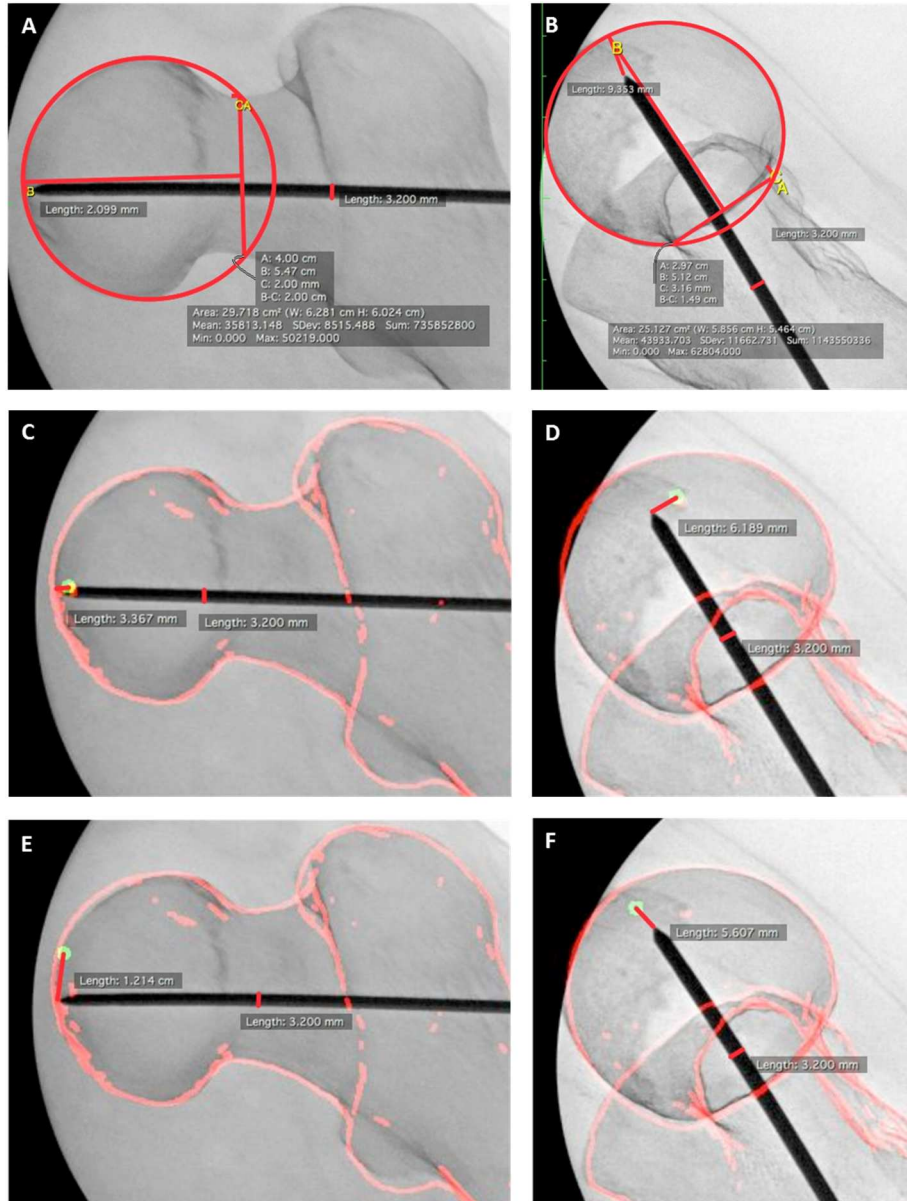 A
CA
B
Length: 2.099 mm
Length: 3.200 mm
A: 4.00 cm
B: 5.47 cm
C: 2.00 mm
B-C: 2.00 cm
Area: 29.718 cm² (W: 6.281 cm H: 6.024 cm)
Mean: 35813.148 SDev: 8515.488 Sum: 735852800
Min: 0.000 Max: 50219.000
B
B
Length: 9.353 mm
C
A
Length: 3.200 mm
A: 2.97 cm
B: 5.12 cm
C: 3.16 mm
B-C: 1.49 cm
Area: 25.127 cm² (W: 5.856 cm H: 5.464 cm)
Mean: 43933.703 SDev: 11662.731 Sum: 1143550336
Min: 0.000 Max: 62804.000
C
Length: 3.367 mm
Length: 3.200 mm
D
Length: 6.189 mm
Length: 3.200 mm
E
Length: 1.214 cm
Length: 3.200 mm
F
Length: 5.607 mm
Length: 3.200 mm